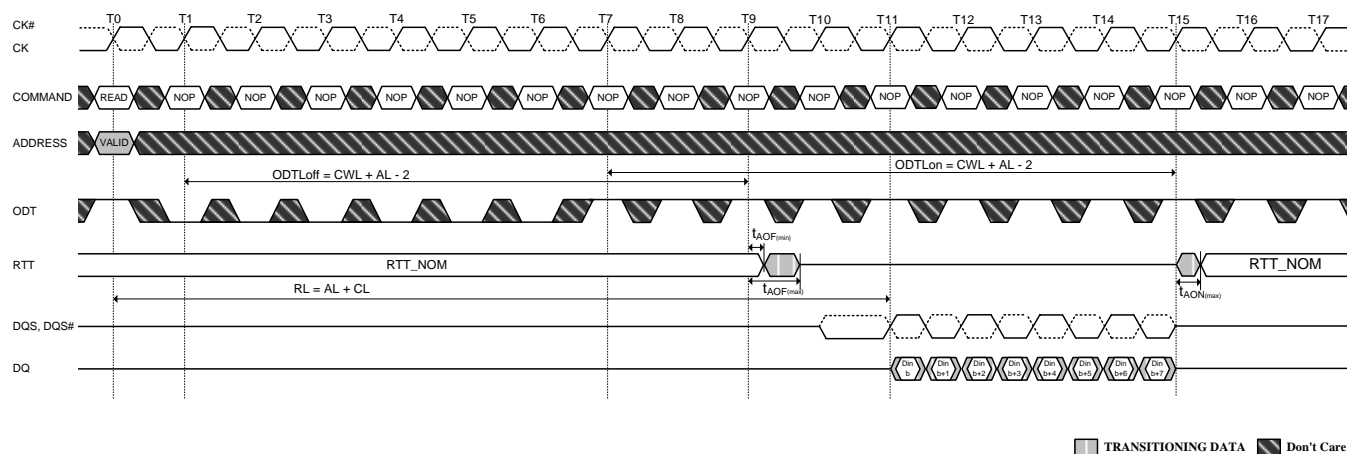 CK# T0 T1 T2 T3 T4 T5 T6 T7 T8 T9 T10 T11 T12 T13 T14 T15 T16 T17
CK
COMMAND READ NOP NOP NOP NOP NOP NOP NOP NOP NOP NOP NOP NOP NOP NOP NOP NOP NOP
ADDRESS VALID
ODTLoff = CWL + AL - 2 ODTLon = CWL + AL - 2
ODT
tAOF(min)
RTT RTT_NOM RTT_NOM
RL = AL + CL tAOF(max) tAON(max)
DQS, DQS#
DQ Din b Din b+1 Din b+2 Din b+3 Din b+4 Din b+5 Din b+6 Din b+7
TRANSITIONING DATA Don't Care